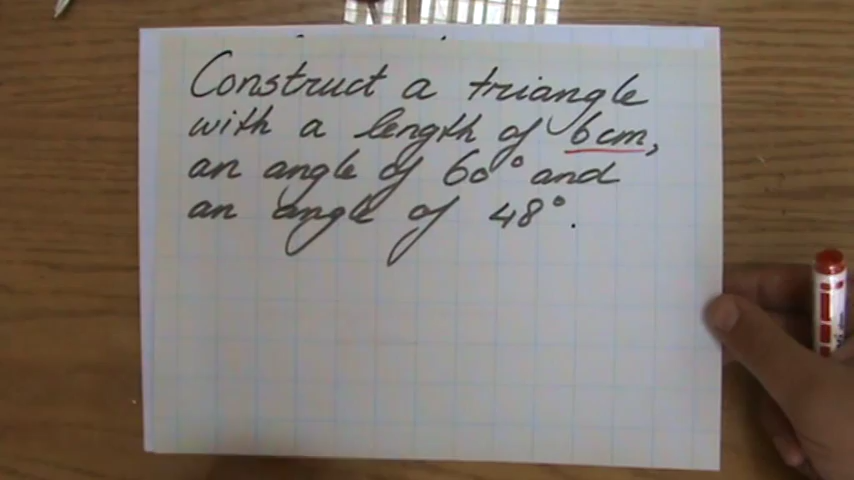 Construct a triangle
with a length of 6cm,
an angle of 60° and
an angle of 48°.